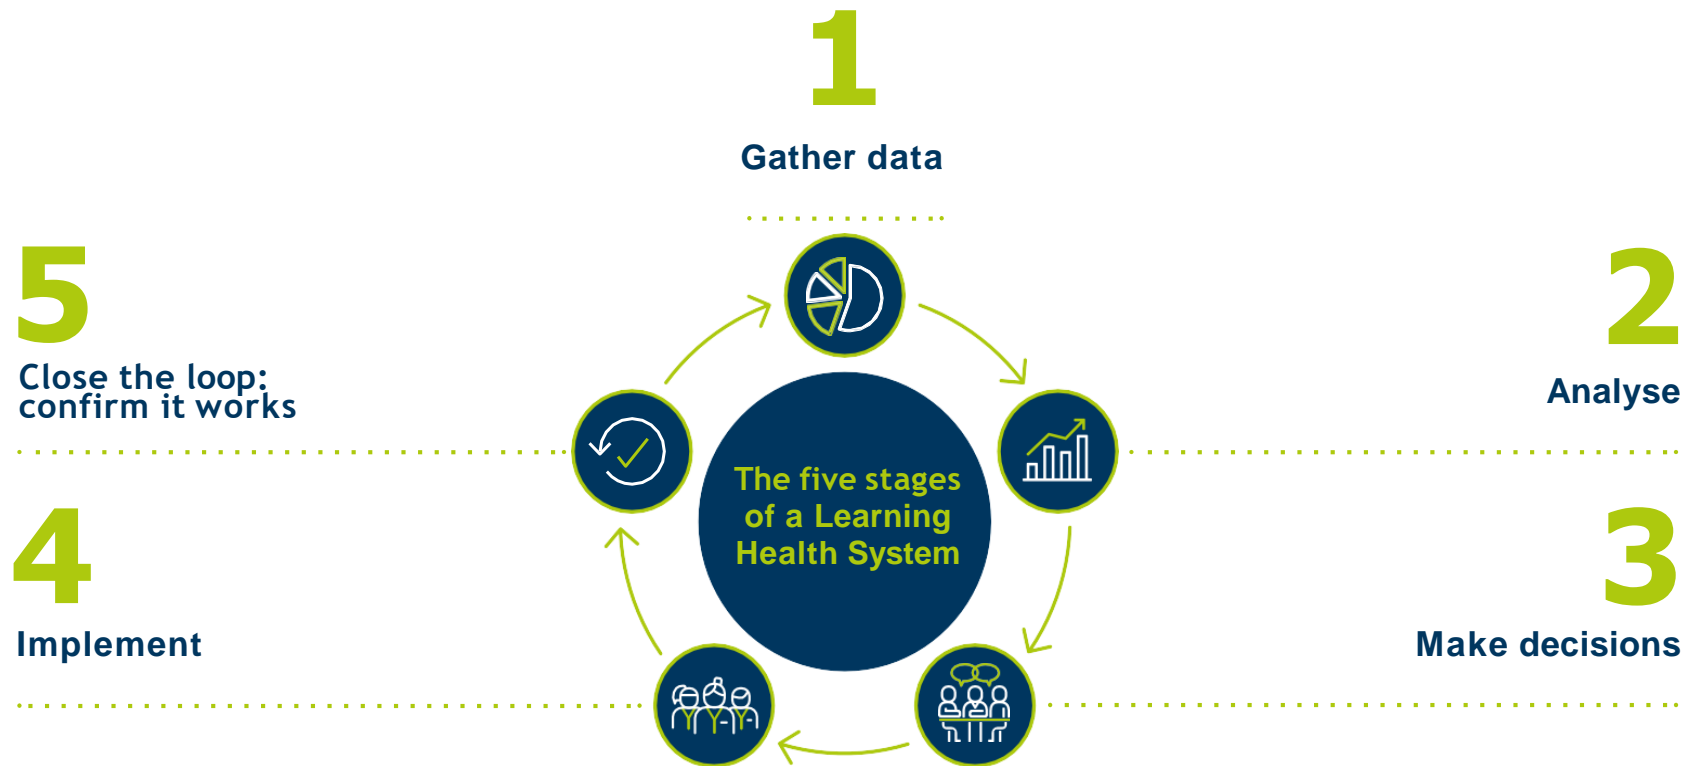 1
Gather data
2
Analyse
3
Make decisions
4
Implement
5
Close the loop:
confirm it works
The five stages
of a Learning
Health System